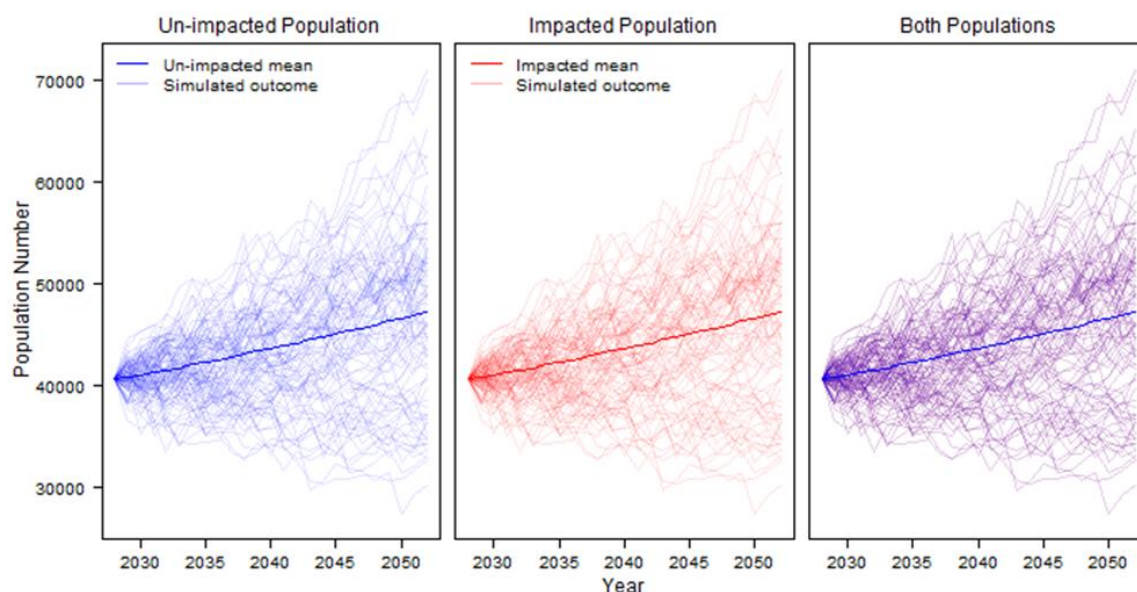 Un-impacted Population
Impacted Population
Both Populations
Un-impacted mean
Simulated outcome
Impacted mean
Simulated outcome
Population Number
70000
60000
50000
40000
30000
2030 2035 2040 2045 2050
2030 2035 2040 2045 2050
2030 2035 2040 2045 2050
Year